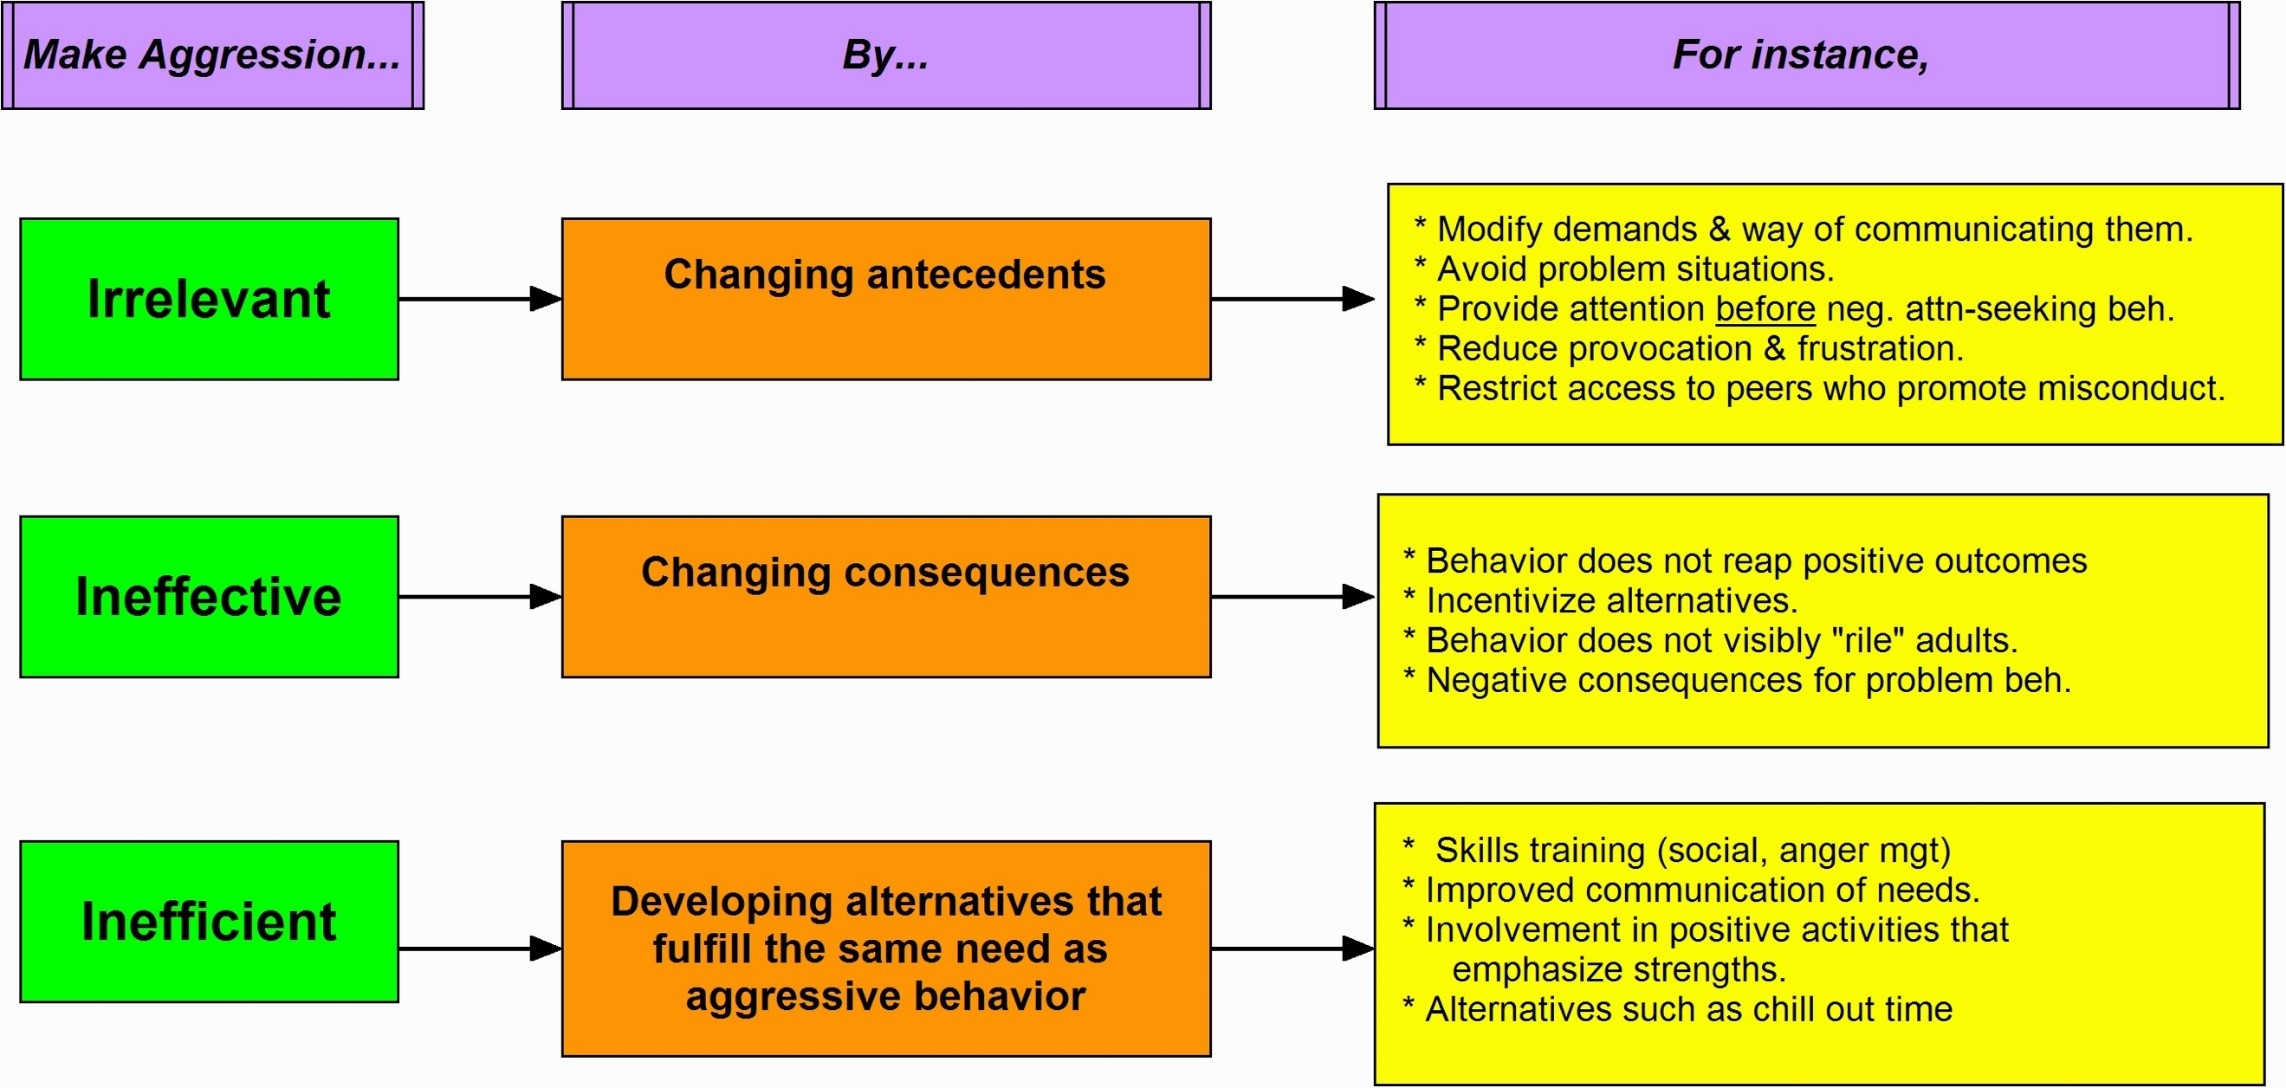 Make Aggression...
By...
For instance,
Irrelevant
Changing antecedents
* Modify demands & way of communicating them.
* Avoid problem situations.
* Provide attention before neg. attn-seeking beh.
* Reduce provocation & frustration.
* Restrict access to peers who promote misconduct.
Ineffective
Changing consequences
* Behavior does not reap positive outcomes
* Incentivize alternatives.
* Behavior does not visibly "rile" adults.
* Negative consequences for problem beh.
Inefficient
Developing alternatives that
fulfill the same need as
aggressive behavior
* Skills training (social, anger mgt)
* Improved communication of needs.
* Involvement in positive activities that
emphasize strengths.
* Alternatives such as chill out time